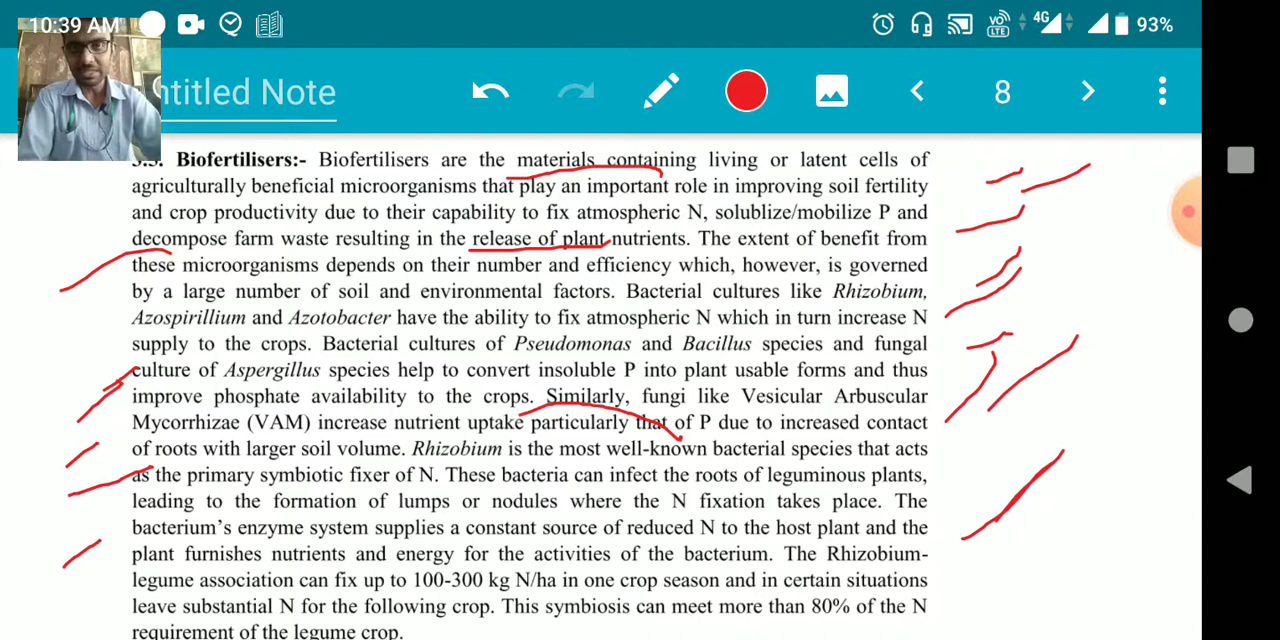 10:39 AM
VO LTE
4G
93%
ntitled Note
8
3.3. Biofertilisers:- Biofertilisers are the materials containing living or latent cells of
agriculturally beneficial microorganisms that play an important role in improving soil fertility
and crop productivity due to their capability to fix atmospheric N, solublize/mobilize P and
decompose farm waste resulting in the release of plant nutrients. The extent of benefit from
these microorganisms depends on their number and efficiency which, however, is governed
by a large number of soil and environmental factors. Bacterial cultures like Rhizobium,
Azospirillium and Azotobacter have the ability to fix atmospheric N which in turn increase N
supply to the crops. Bacterial cultures of Pseudomonas and Bacillus species and fungal
culture of Aspergillus species help to convert insoluble P into plant usable forms and thus
improve phosphate availability to the crops. Similarly, fungi like Vesicular Arbuscular
Mycorrhizae (VAM) increase nutrient uptake particularly that of P due to increased contact
of roots with larger soil volume. Rhizobium is the most well-known bacterial species that acts
as the primary symbiotic fixer of N. These bacteria can infect the roots of leguminous plants,
leading to the formation of lumps or nodules where the N fixation takes place. The
bacterium's enzyme system supplies a constant source of reduced N to the host plant and the
plant furnishes nutrients and energy for the activities of the bacterium. The Rhizobium-
legume association can fix up to 100-300 kg N/ha in one crop season and in certain situations
leave substantial N for the following crop. This symbiosis can meet more than 80% of the N
requirement of the legume crop.